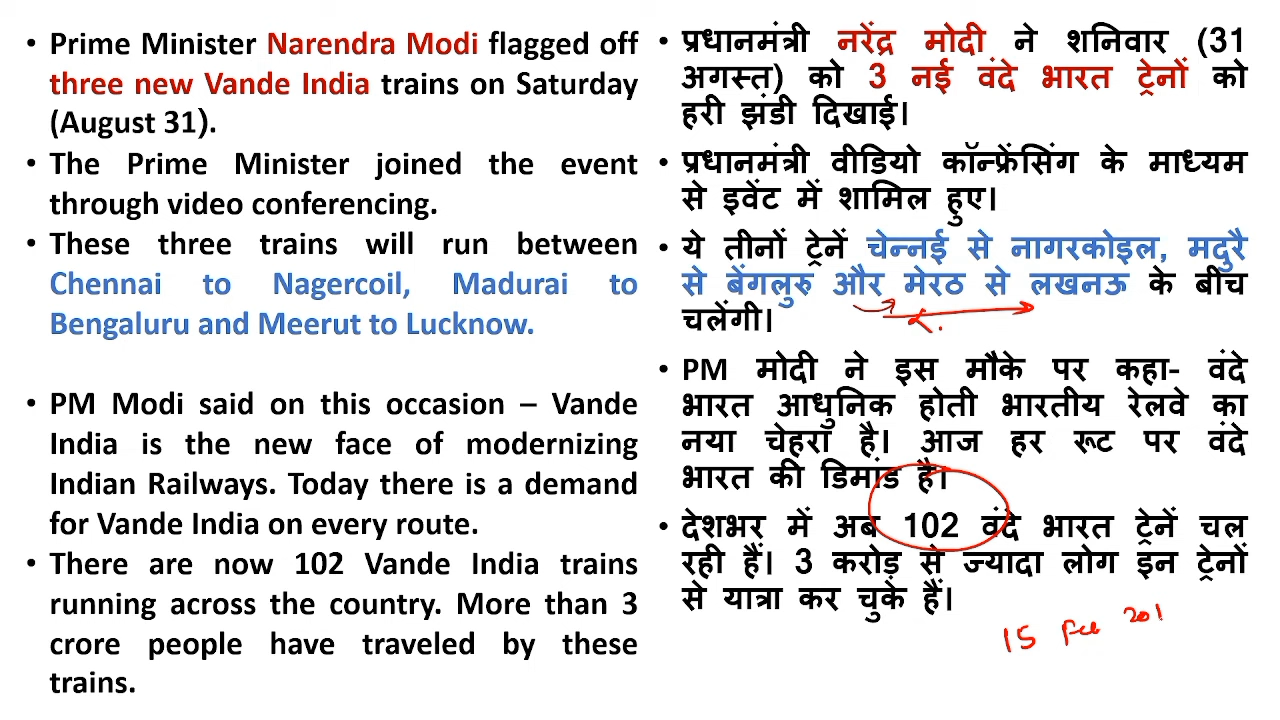 • Prime Minister Narendra Modi flagged off
three new Vande India trains on Saturday
(August 31).
• The Prime Minister joined the event
through video conferencing.
• These three trains will run between
Chennai to Nagercoil, Madurai to
Bengaluru and Meerut to Lucknow.
• PM Modi said on this occasion – Vande
India is the new face of modernizing
Indian Railways. Today there is a demand
for Vande India on every route.
• There are now 102 Vande India trains
running across the country. More than 3
crore people have traveled by these
trains.
• प्रधानमंत्री नरेंद्र मोदी ने शनिवार (31
अगस्त) को 3 नई वंदे भारत ट्रेनों को
हरी झंडी दिखाई।
• प्रधानमंत्री वीडियो कॉन्फ्रेंसिंग के माध्यम
से इवेंट में शामिल हुए।
• ये तीनों ट्रेनें चेन्नई से नागरकोइल, मदुरै
से बेंगलुरु और मेरठ से लखनऊ के बीच
चलेंगी।
• PM मोदी ने इस मौके पर कहा- वंदे
भारत आधुनिक होती भारतीय रेलवे का
नया चेहरा है। आज हर रूट पर वंदे
भारत की डिमांड है।
• देशभर में अब 102 वंदे भारत ट्रेनें चल
रही हैं। 3 करोड़ से ज्यादा लोग इन ट्रेनों
से यात्रा कर चुके हैं।
15 Feb 201